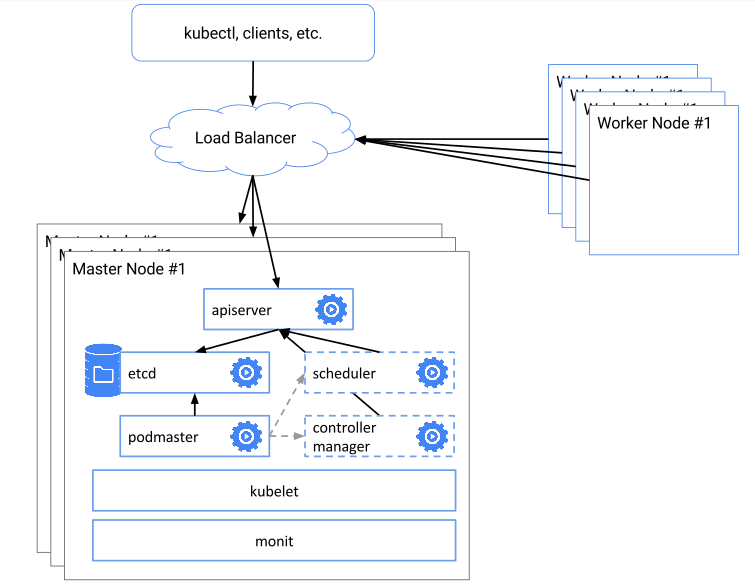 kubectl, clients, etc.
Load Balancer
Worker Node #1
Master Node #1
apiserver
etcd
scheduler
podmaster
controller
manager
kubelet
monit